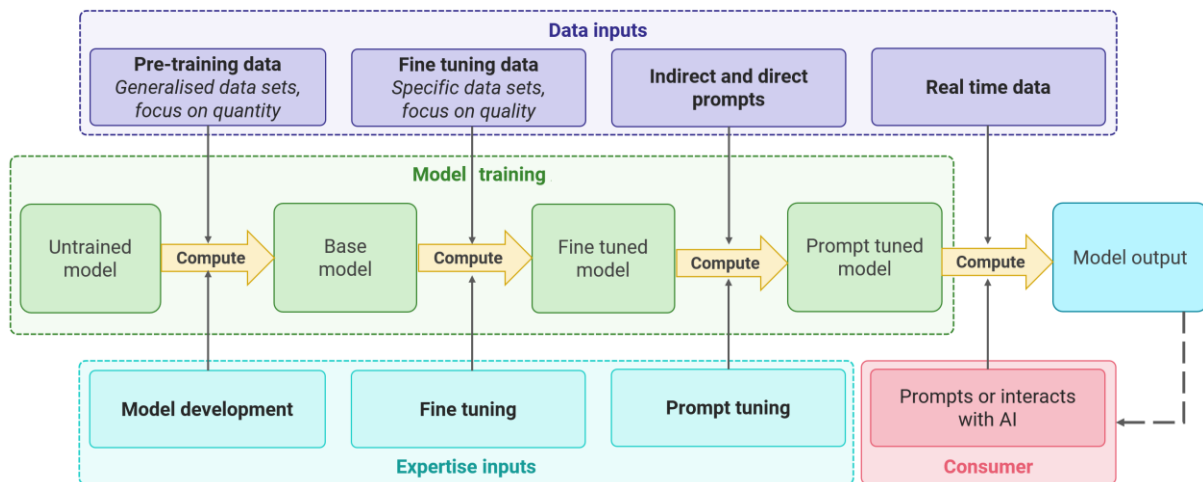 Data inputs
Pre-training data
Generalised data sets,
focus on quantity
Fine tuning data
Specific data sets,
focus on quality
Indirect and direct
prompts
Real time data
Model training
Untrained
model
Compute
Base
model
Compute
Fine tuned
model
Compute
Prompt tuned
model
Compute
Model output
Model development
Fine tuning
Prompt tuning
Expertise inputs
Prompts or interacts
with AI
Consumer